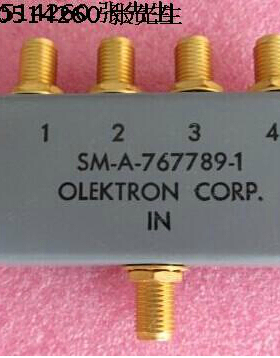 1 2 3 4
SM-A-767789-1
OLEKTRON CORP.
IN